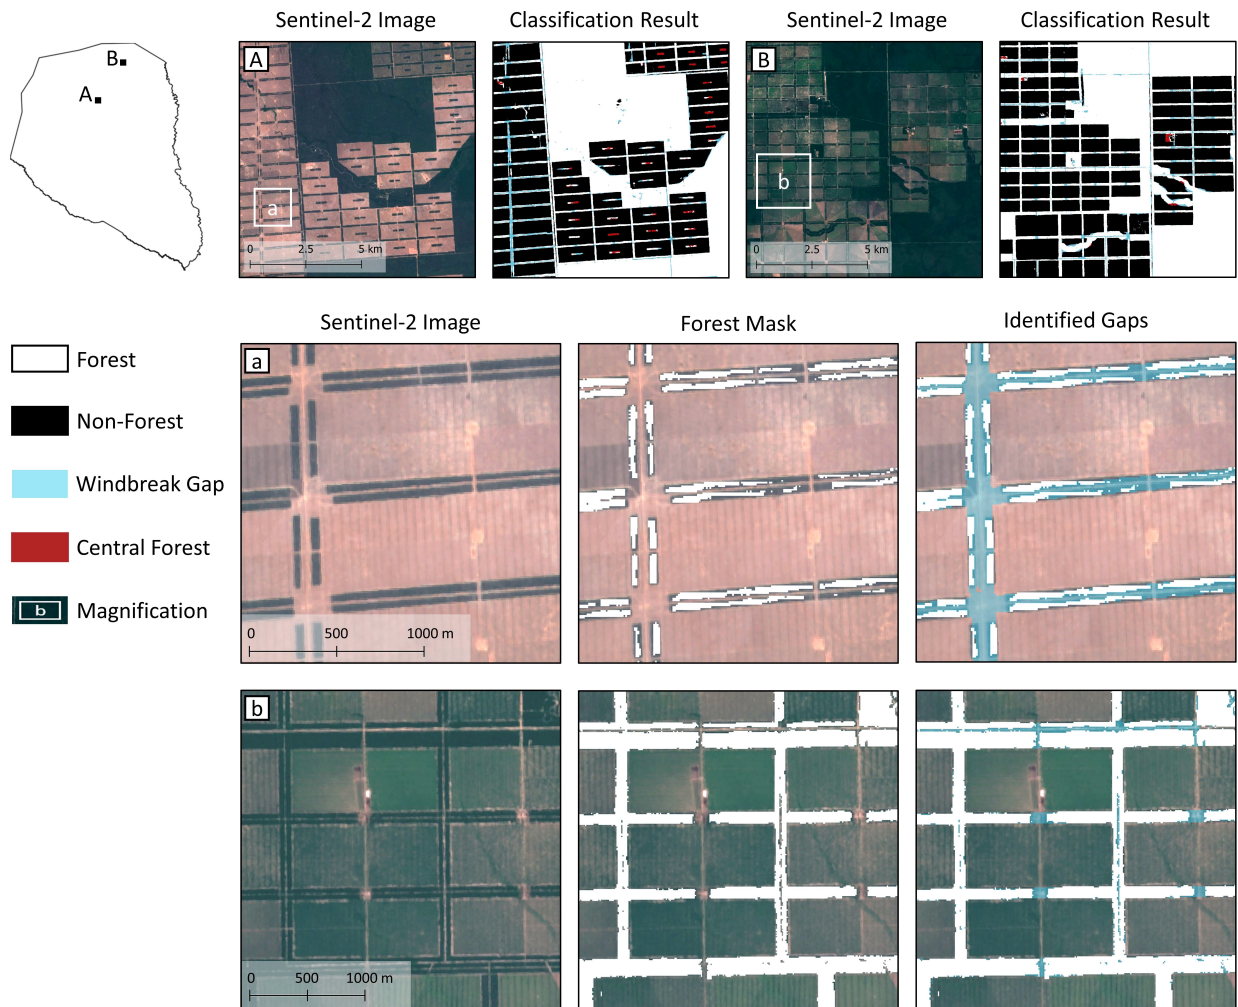 Sentinel-2 Image
Classification Result
Sentinel-2 Image
Classification Result
B
A
A
a
0 2.5 5 km
B
b
0 2.5 5 km
Sentinel-2 Image
Forest Mask
Identified Gaps
Forest
Non-Forest
Windbreak Gap
Central Forest
b
Magnification
a
0 500 1000 m
b
0 500 1000 m